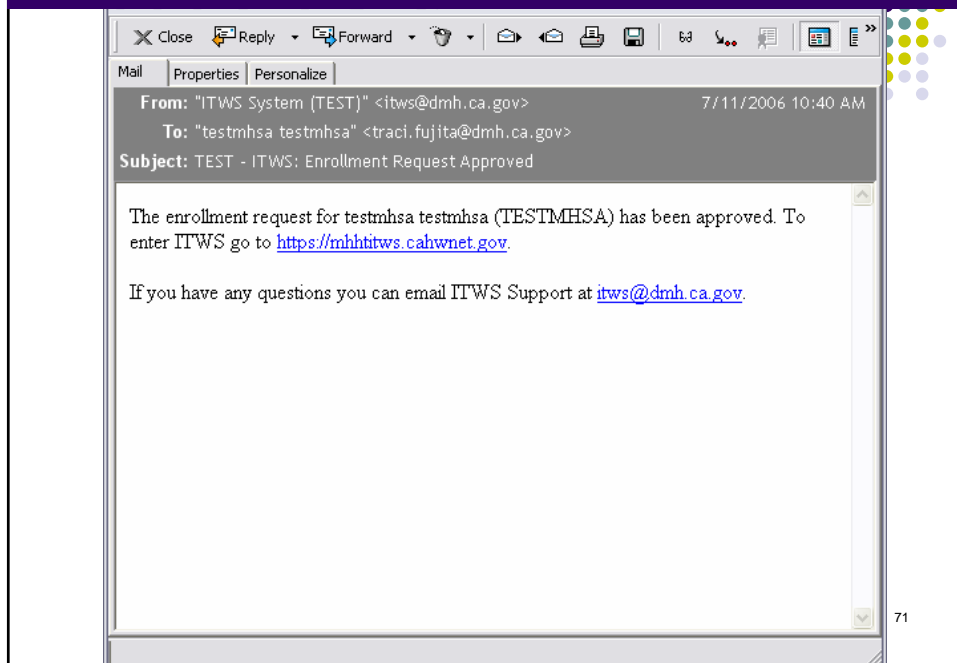 Close Reply Forward
Mail Properties Personalize
From: "ITWS System (TEST)" <itws@dmh.ca.gov> 7/11/2006 10:40 AM
To: "testmhsa testmhsa" <traci.fujita@dmh.ca.gov>
Subject: TEST - ITWS: Enrollment Request Approved
The enrollment request for testmhsa testmhsa (TESTMHSA) has been approved. To
enter ITWS go to https://mhhtitws.cahwnet.gov.
If you have any questions you can email ITWS Support at itws@dmh.ca.gov.
71